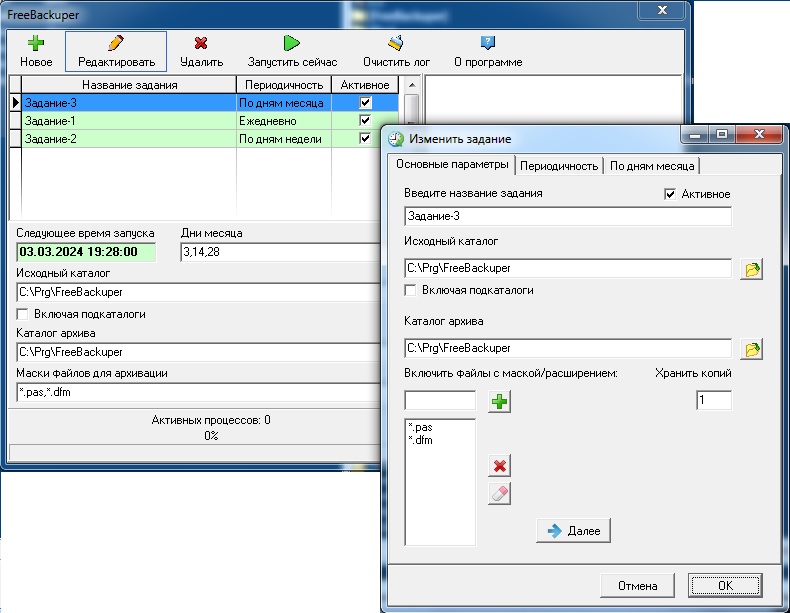 FreeBackuper
Новое Редактировать Удалить Запустить сейчас Очистить лог О программе
Название задания Периодичность Активное
Задание-3 По дням месяца
Задание-1 Ежедневно
Задание-2 По дням недели
Следующее время запуска Дни месяца
03.03.2024 19:28:00 3,14,28
Исходный каталог
C:\Prg\FreeBackuper
Включая подкаталоги
Каталог архива
C:\Prg\FreeBackuper
Маски файлов для архивации
*.pas,*.dfm
Активных процессов: 0
0%
Изменить задание
Основные параметры Периодичность По дням месяца
Введите название задания Активное
Задание-3
Исходный каталог
C:\Prg\FreeBackuper
Включая подкаталоги
Каталог архива
C:\Prg\FreeBackuper
Включить файлы с маской/расширением: Хранить копий
1
*.pas
*.dfm
Далее
Отмена OK